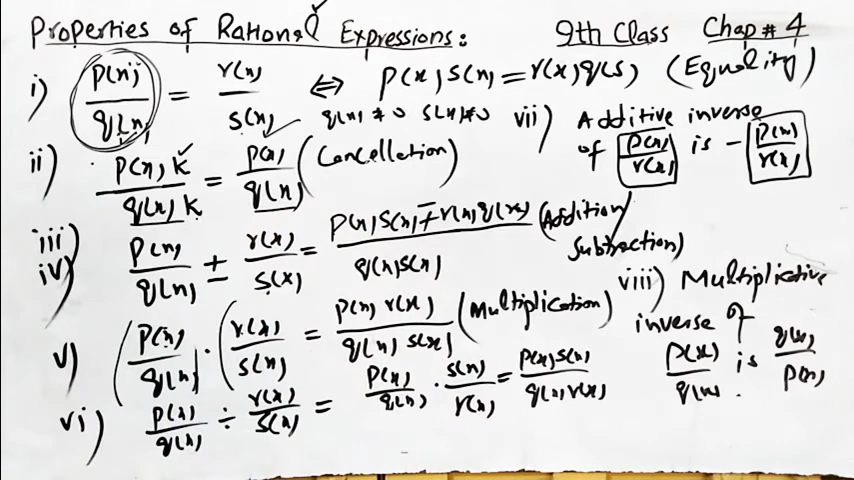 Properties of Rational Expressions: 9th Class Chap # 4
i) p(x)/q(x) = r(x)/s(x) ⇔ p(x) s(x) = r(x) q(x) (Equality)
q(x) ≠ 0 s(x) ≠ 0
ii) p(x) k / q(x) k = p(x)/q(x) (Cancellation)
iii)
iv) p(x)/q(x) ± r(x)/s(x) = p(x) s(x) ∓ r(x) q(x) / q(x) s(x) (Addition/
Subtraction)
v) (p(x)/q(x) · (r(x)/s(x) = p(x) r(x) / q(x) s(x) (Multiplication)
vi) p(x)/q(x) ÷ r(x)/s(x) = p(x)/q(x) · s(x)/r(x) = p(x) s(x) / q(x) r(x)
vii) Additive inverse
of p(x)/r(x) is - p(x)/r(x)
viii) Multiplicative
inverse of
p(x)/q(x) is q(x)/p(x)